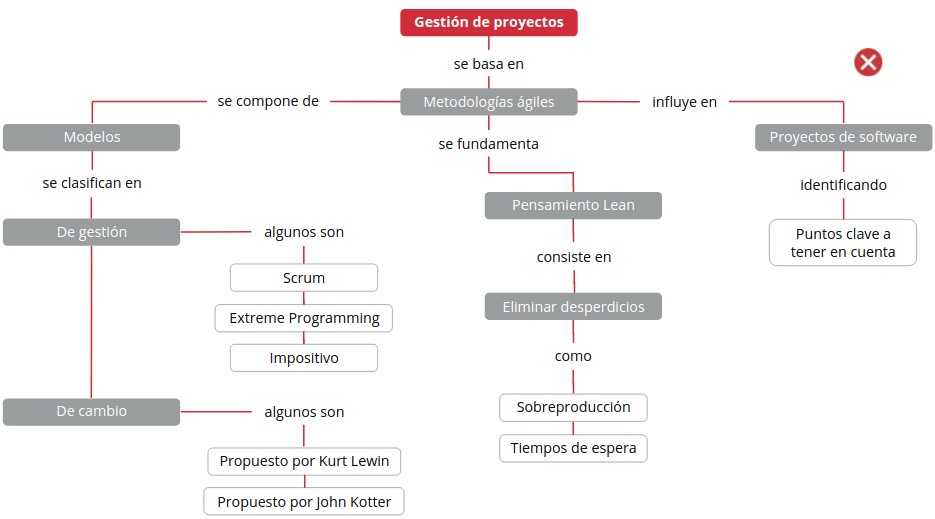 Gestión de proyectos
se basa en
se compone de
Metodologías ágiles
influye en
Modelos
se fundamenta
Proyectos de software
se clasifican en
identificando
Pensamiento Lean
De gestión
algunos son
Puntos clave a
tener en cuenta
consiste en
Scrum
Eliminar desperdicios
Extreme Programming
Impositivo
como
De cambio
algunos son
Sobreproducción
Tiempos de espera
Propuesto por Kurt Lewin
Propuesto por John Kotter